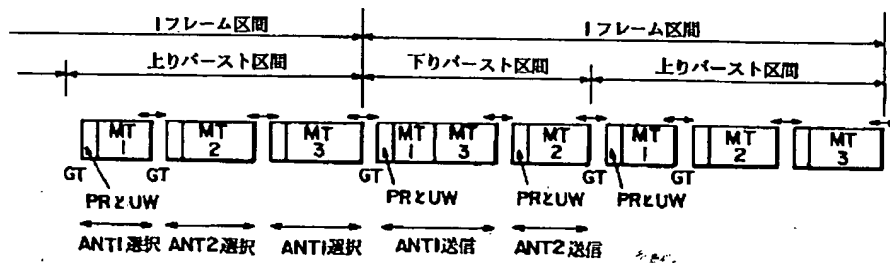 1フレーム区間 1フレーム区間
上りバースト区間 下りバースト区間 上りバースト区間
MT 1 MT 2 MT 3 MT 1 MT 3 MT 2 MT 1 MT 2 MT 3
GT GT GT GT GT
PRとUW PRとUW PRとUW PRとUW
ANT1選択 ANT2選択 ANT1選択 ANT1送信 ANT2送信